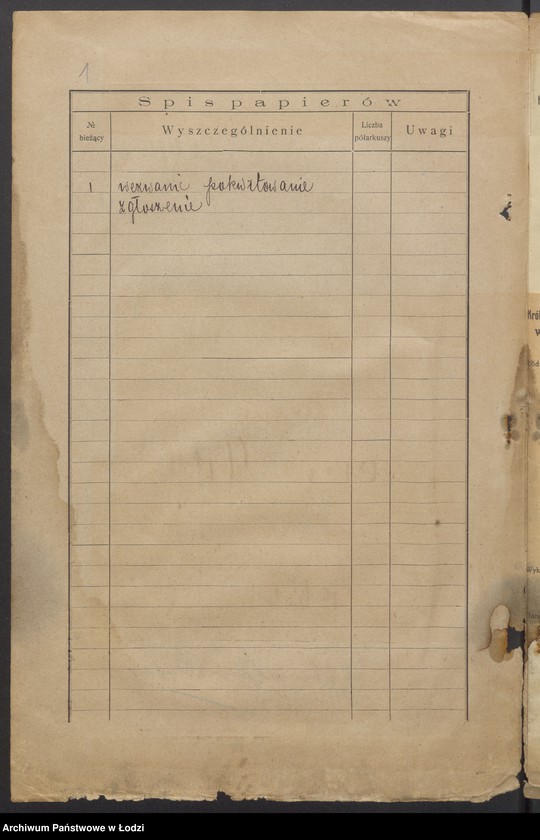 1
Spis papierów
№ bieżący
Wyszczególnienie
Liczba półarkuszy
Uwagi
1 wezwanie pokwitowanie
zgłoszenie
Archiwum Państwowe w Łodzi